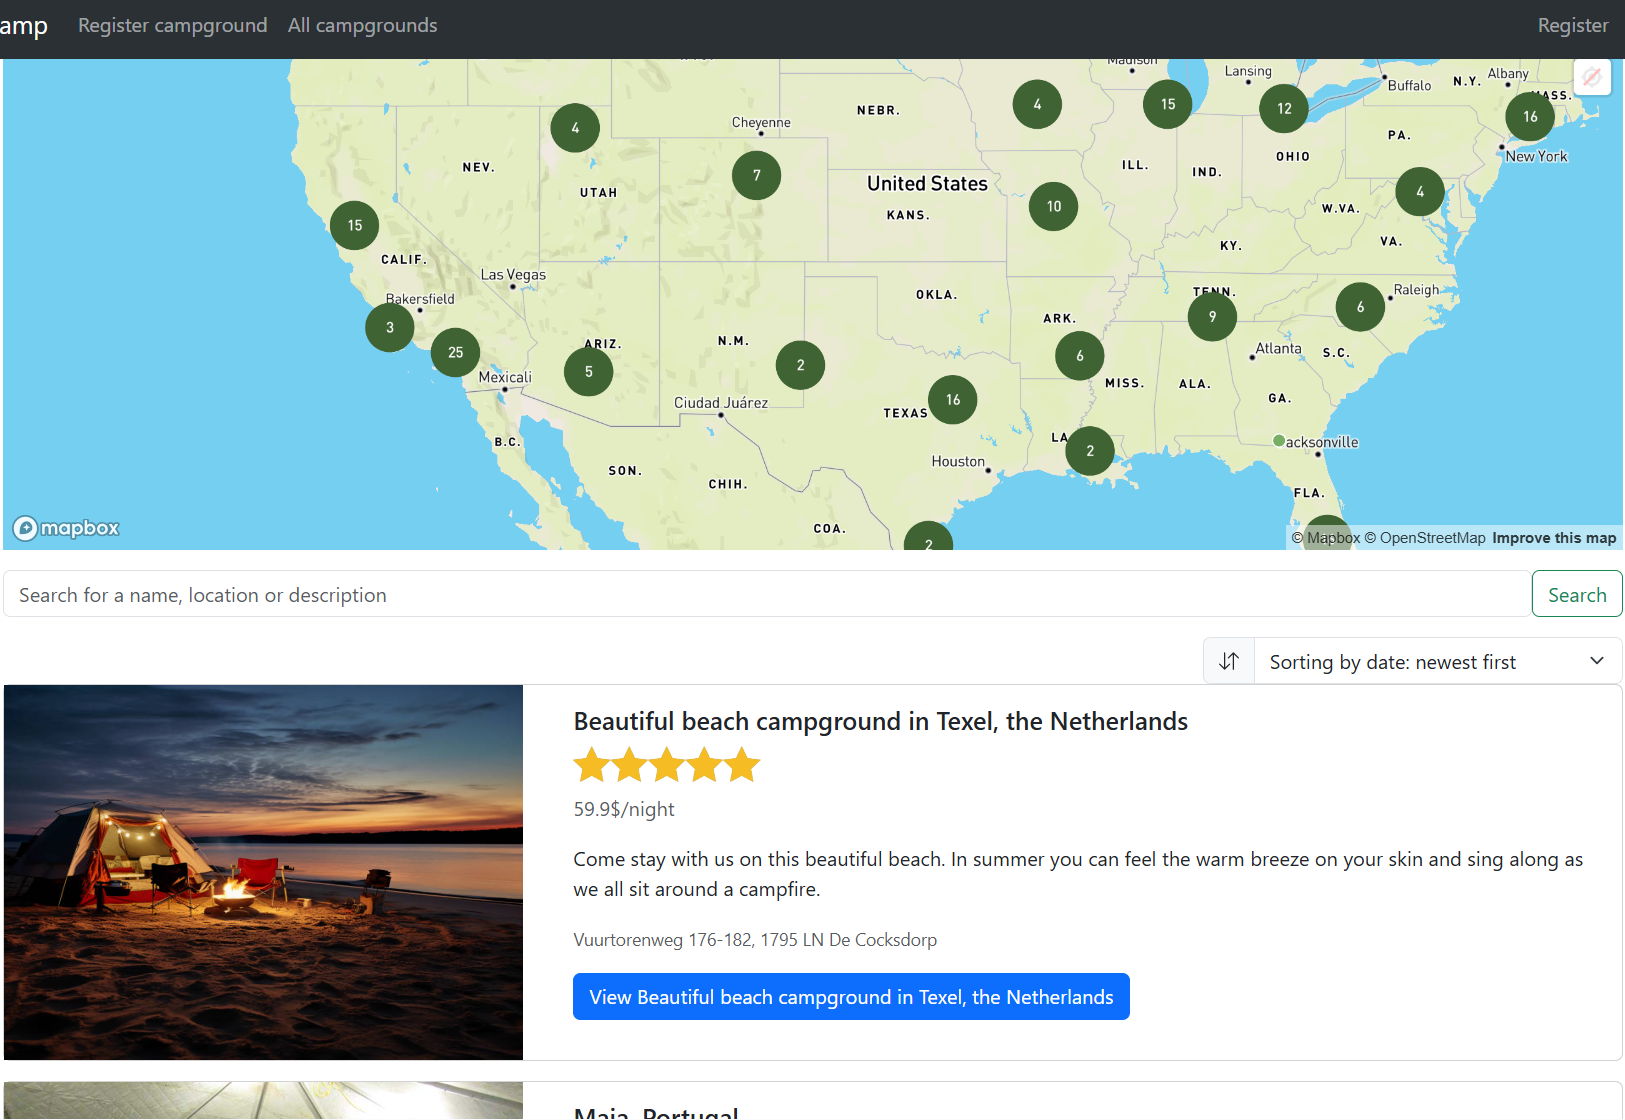 amp Register campground All campgrounds Register
Madison
Lansing
Buffalo
N.Y.
Albany
MASS.
NEBR.
4
15
12
16
Cheyenne
4
PA.
New York
NEV.
7
ILL.
IND.
OHIO
United States
UTAH
4
10
KANS.
W.VA.
15
KY.
VA.
CALIF.
Las Vegas
Bakersfield
OKLA.
TENN.
Raleigh
3
ARK.
9
6
25
ARIZ.
N.M.
6
Atlanta
S.C.
Mexicali
5
2
MISS.
ALA.
Ciudad Juárez
16
GA.
TEXAS
B.C.
LA
2
acksonville
Houston
SON.
CHIH.
FLA.
mapbox
COA.
2
© Mapbox © OpenStreetMap Improve this map
Search for a name, location or description
Search
Sorting by date: newest first
Beautiful beach campground in Texel, the Netherlands
59.9$/night
Come stay with us on this beautiful beach. In summer you can feel the warm breeze on your skin and sing along as
we all sit around a campfire.
Vuurtorenweg 176-182, 1795 LN De Cocksdorp
View Beautiful beach campground in Texel, the Netherlands
Maia, Portugal